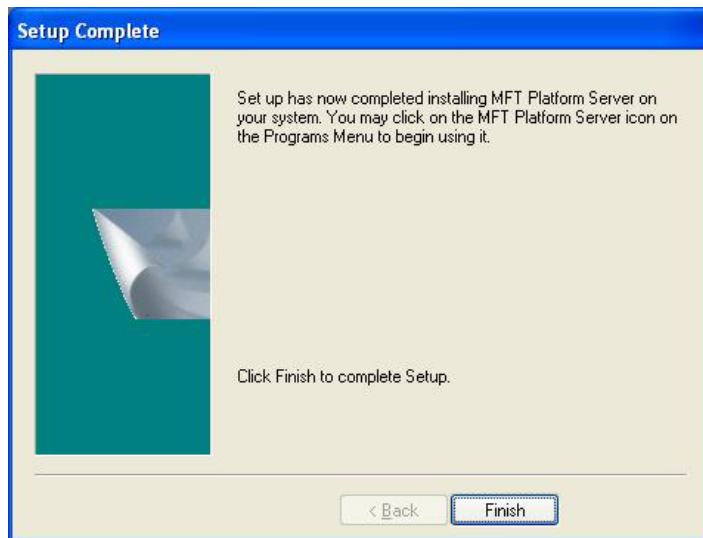 Setup Complete
Set up has now completed installing MFT Platform Server on
your system. You may click on the MFT Platform Server icon on
the Programs Menu to begin using it.
Click Finish to complete Setup.
< Back
Finish